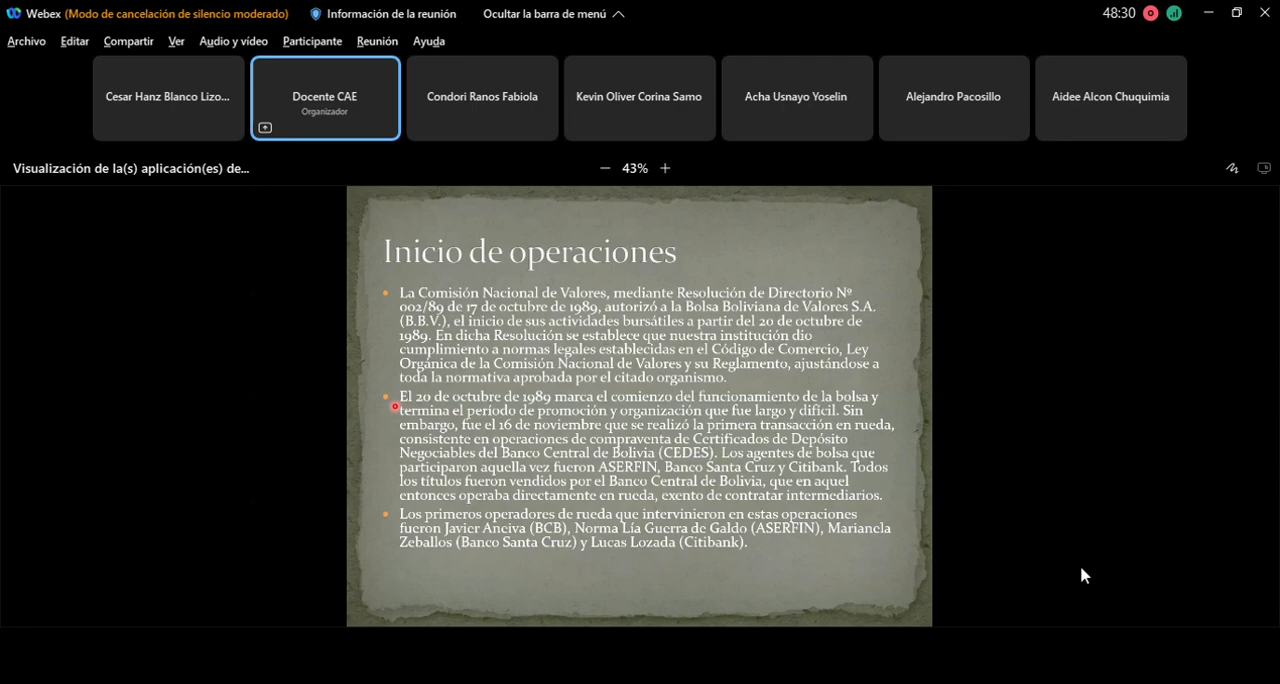 Webex (Modo de cancelación de silencio moderado) Información de la reunión Ocultar la barra de menú 48:30
Archivo Editar Compartir Ver Audio y vídeo Participante Reunión Ayuda
Cesar Hanz Blanco Lizo... Docente CAE Condori Ranos Fabiola Kevin Oliver Corina Samo Acha Usnayo Yoselin Alejandro Pacosillo Aidee Alcon Chuquimia
Organizador
Visualización de la(s) aplicación(es) de... 43%
Inicio de operaciones
La Comisión Nacional de Valores, mediante Resolución de Directorio Nº
002/89 de 17 de octubre de 1989, autorizó a la Bolsa Boliviana de Valores S.A.
(B.B.V.), el inicio de sus actividades bursátiles a partir del 20 de octubre de
1989. En dicha Resolución se establece que nuestra institución dio
cumplimiento a normas legales establecidas en el Código de Comercio, Ley
Orgánica de la Comisión Nacional de Valores y su Reglamento, ajustándose a
toda la normativa aprobada por el citado organismo.
El 20 de octubre de 1989 marca el comienzo del funcionamiento de la bolsa y
termina el período de promoción y organización que fue largo y difícil. Sin
embargo, fue el 16 de noviembre que se realizó la primera transacción en rueda,
consistente en operaciones de compraventa de Certificados de Depósito
Negociables del Banco Central de Bolivia (CEDES). Los agentes de bolsa que
participaron aquella vez fueron ASERFIN, Banco Santa Cruz y Citibank. Todos
los títulos fueron vendidos por el Banco Central de Bolivia, que en aquel
entonces operaba directamente en rueda, exento de contratar intermediarios.
Los primeros operadores de rueda que intervinieron en estas operaciones
fueron Javier Aneiva (BCB), Norma Lía Guerra de Galdo (ASERFIN), Marianela
Zeballos (Banco Santa Cruz) y Lucas Lozada (Citibank).